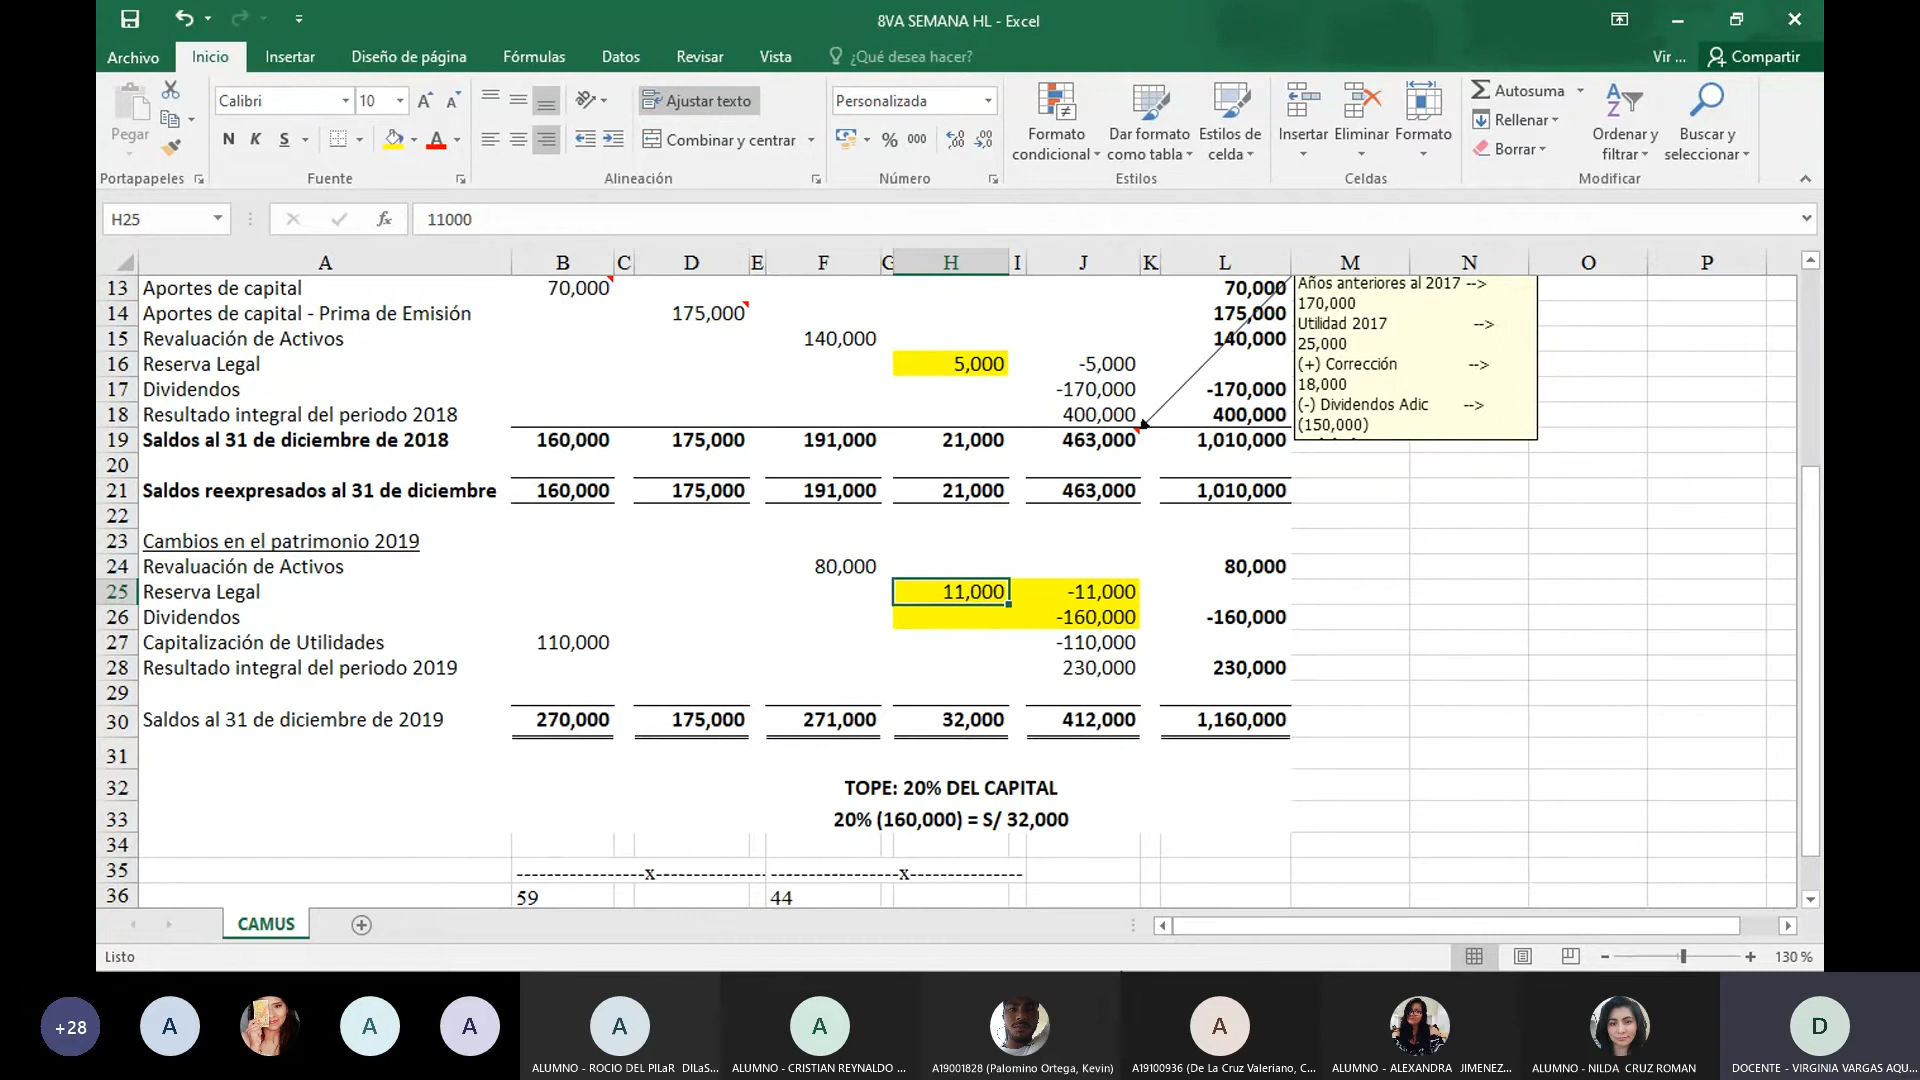 8VA SEMANA HL - Excel
Archivo Inicio Insertar Diseño de página Fórmulas Datos Revisar Vista ¿Qué desea hacer? Vir ... Compartir
Pegar Calibri 10 Ajustar texto Personalizada Autosuma
N K S Combinar y centrar % 000 Rellenar
Formato condicional Dar formato como tabla Estilos de celda Insertar Eliminar Formato Borrar Ordenar y filtrar Buscar y seleccionar
Portapapeles Fuente Alineación Número Estilos Celdas Modificar
H25 fx 11000
A B C D E F G H I J K L M N O P
13 Aportes de capital 70,000 70,000
14 Aportes de capital - Prima de Emisión 175,000 175,000
15 Revaluación de Activos 140,000 140,000
16 Reserva Legal 5,000 -5,000
17 Dividendos -170,000 -170,000
18 Resultado integral del periodo 2018 400,000 400,000
19 Saldos al 31 de diciembre de 2018 160,000 175,000 191,000 21,000 463,000 1,010,000
20
21 Saldos reexpresados al 31 de diciembre 160,000 175,000 191,000 21,000 463,000 1,010,000
22
23 Cambios en el patrimonio 2019
24 Revaluación de Activos 80,000 80,000
25 Reserva Legal 11,000 -11,000
26 Dividendos -160,000 -160,000
27 Capitalización de Utilidades 110,000 -110,000
28 Resultado integral del periodo 2019 230,000 230,000
29
30 Saldos al 31 de diciembre de 2019 270,000 175,000 271,000 32,000 412,000 1,160,000
31
32 TOPE: 20% DEL CAPITAL
33 20% (160,000) = S/ 32,000
34
35 -----------------x-------------- -----------------x---------------
36 59 44
Años anteriores al 2017 -->
170,000
Utilidad 2017 -->
25,000
(+) Corrección -->
18,000
(-) Dividendos Adic -->
(150,000)
CAMUS
Listo 130 %
+28 A A A A A A D
ALUMNO - ROCIO DEL PILaR DILaS... ALUMNO - CRISTIAN REYNALDO ... A19001828 (Palomino Ortega, Kevin) A19100936 (De La Cruz Valeriano, C... ALUMNO - ALEXANDRA JIMENEZ... ALUMNO - NILDA CRUZ ROMAN DOCENTE - VIRGINIA VARGAS AQU...